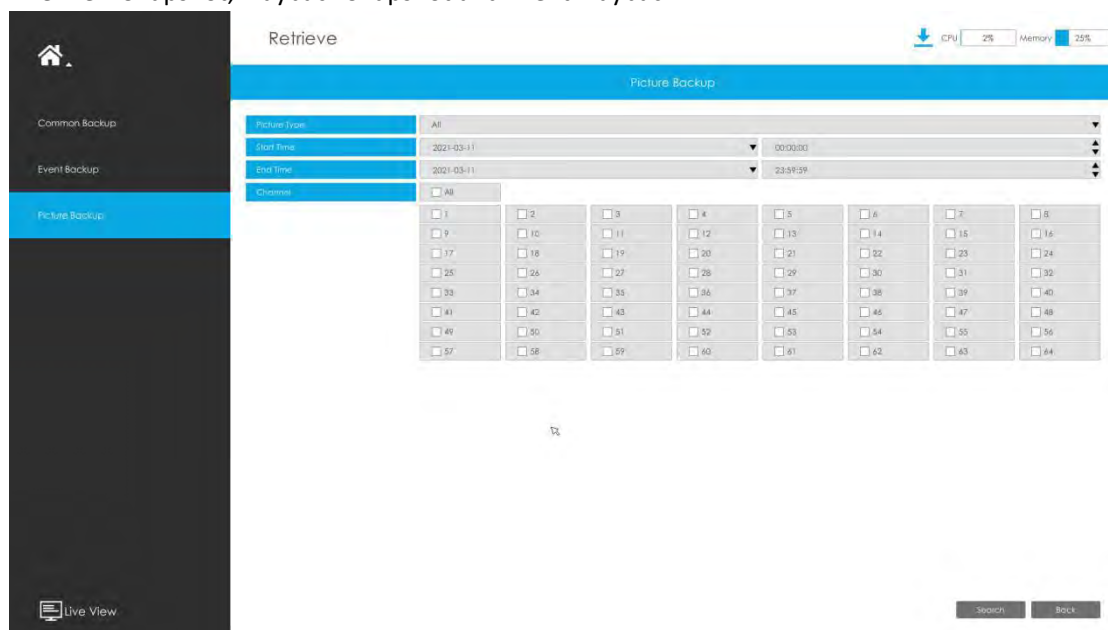 Retrieve
CPU 2% Memory 25%
Picture Backup
Common Backup
Event Backup
Picture Backup
Picture Type All
Start Time 2021-03-11 00:00:00
End Time 2021-03-11 23:59:59
Channel All
1 2 3 4 5 6 7 8
9 10 11 12 13 14 15 16
17 18 19 20 21 22 23 24
25 26 27 28 29 30 31 32
33 34 35 36 37 38 39 40
41 42 43 44 45 46 47 48
49 50 51 52 53 54 55 56
57 58 59 60 61 62 63 64
Live View
Search Back